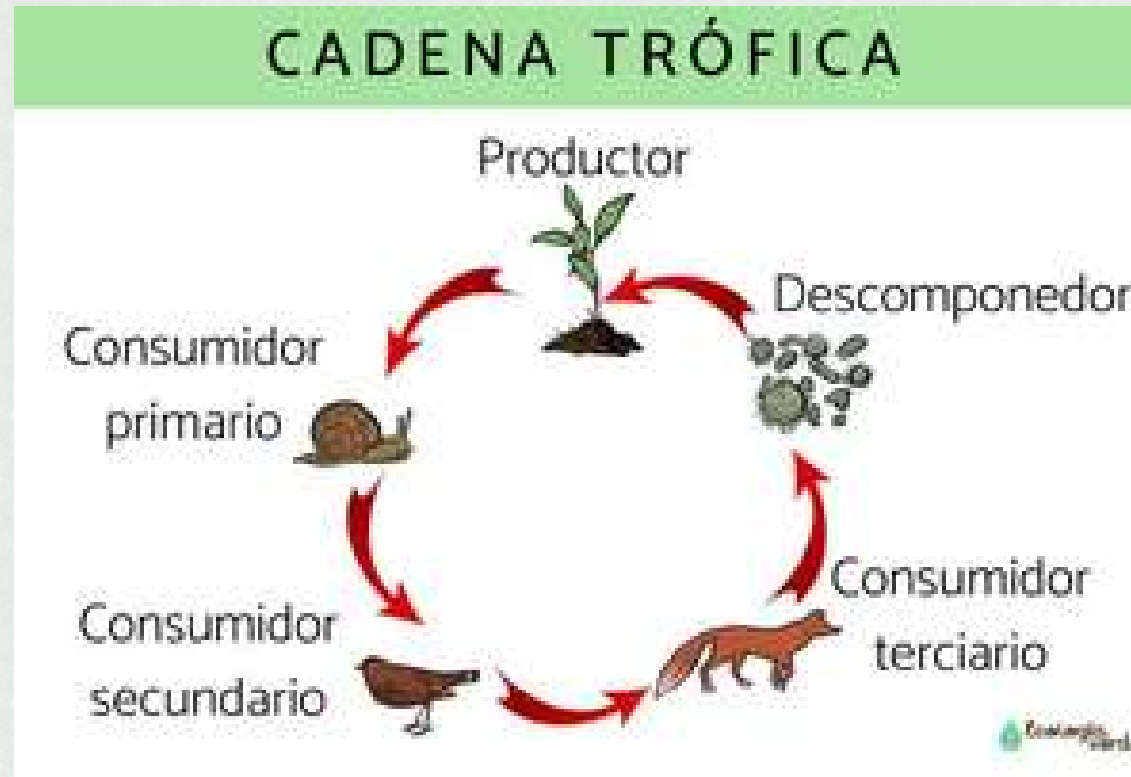 CADENA TRÓFICA
Productor
Descomponedor
Consumidor
primario
Consumidor
secundario
Consumidor
terciario